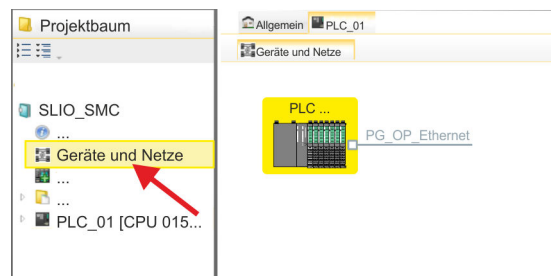 Projektbaum
SLIO_SMC
...
Geräte und Netze
...
...
PLC_01 [CPU 015...
Allgemein PLC_01
Geräte und Netze
PLC ...
PG_OP_Ethernet